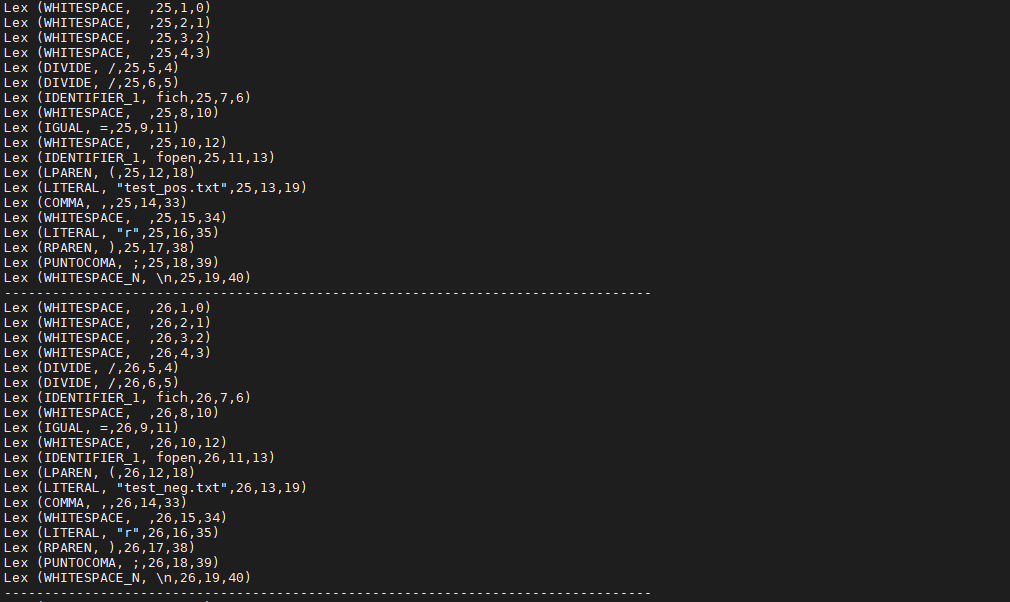 Lex (WHITESPACE,  ,25,1,0)
Lex (WHITESPACE,  ,25,2,1)
Lex (WHITESPACE,  ,25,3,2)
Lex (WHITESPACE,  ,25,4,3)
Lex (DIVIDE, /,25,5,4)
Lex (DIVIDE, /,25,6,5)
Lex (IDENTIFIER_1, fich,25,7,6)
Lex (WHITESPACE,  ,25,8,10)
Lex (IGUAL, =,25,9,11)
Lex (WHITESPACE,  ,25,10,12)
Lex (IDENTIFIER_1, fopen,25,11,13)
Lex (LPAREN, (,25,12,18)
Lex (LITERAL, "test_pos.txt",25,13,19)
Lex (COMMA, ,,25,14,33)
Lex (WHITESPACE,  ,25,15,34)
Lex (LITERAL, "r",25,16,35)
Lex (RPAREN, ),25,17,38)
Lex (PUNTOCOMA, ;,25,18,39)
Lex (WHITESPACE_N, \n,25,19,40)
---------------------------------------------------------------------------------
Lex (WHITESPACE,  ,26,1,0)
Lex (WHITESPACE,  ,26,2,1)
Lex (WHITESPACE,  ,26,3,2)
Lex (WHITESPACE,  ,26,4,3)
Lex (DIVIDE, /,26,5,4)
Lex (DIVIDE, /,26,6,5)
Lex (IDENTIFIER_1, fich,26,7,6)
Lex (WHITESPACE,  ,26,8,10)
Lex (IGUAL, =,26,9,11)
Lex (WHITESPACE,  ,26,10,12)
Lex (IDENTIFIER_1, fopen,26,11,13)
Lex (LPAREN, (,26,12,18)
Lex (LITERAL, "test_neg.txt",26,13,19)
Lex (COMMA, ,,26,14,33)
Lex (WHITESPACE,  ,26,15,34)
Lex (LITERAL, "r",26,16,35)
Lex (RPAREN, ),26,17,38)
Lex (PUNTOCOMA, ;,26,18,39)
Lex (WHITESPACE_N, \n,26,19,40)
---------------------------------------------------------------------------------